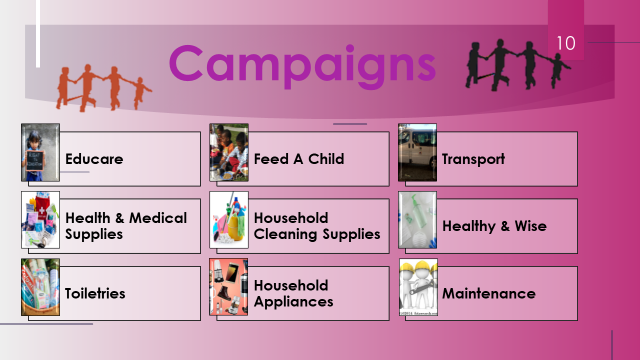 10
Campaigns
Educare
Feed A Child
Transport
Health & Medical
Supplies
Household
Cleaning Supplies
Healthy & Wise
Toiletries
Household
Appliances
Maintenance